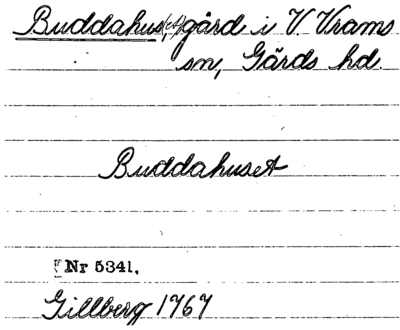 Buddahus(et), gård i V. Vrams
sn, Gärds hd.
Buddahuset
Nr 5341.
Gillberg 1767